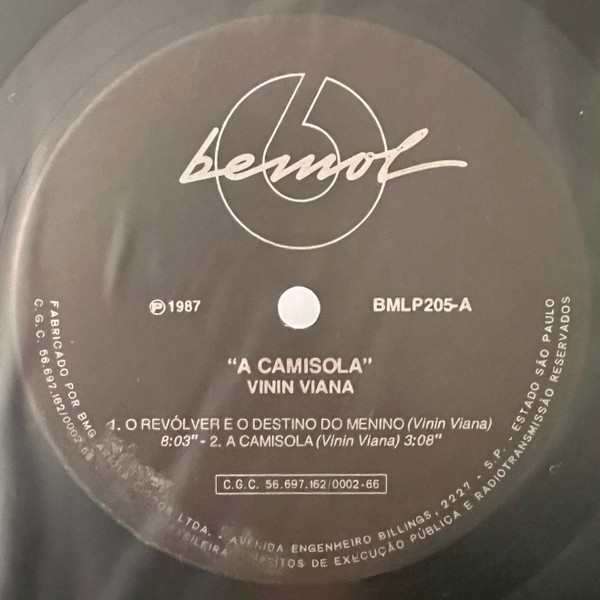 bemol
℗ 1987
BMLP205-A
"A CAMISOLA"
VININ VIANA
1. O REVÓLVER E O DESTINO DO MENINO (Vinin Viana)
8:03" - 2. A CAMISOLA (Vinin Viana) 3:08"
C.G.C. 56.697.162/0002-66
FABRICADO POR BMG LTDA. - AVENIDA ENGENHEIRO BILLINGS, 2227 - S.P. - ESTADO SÃO PAULO
C.G.C. 56.697.162/0002-66 DE EXECUÇÃO PÚBLICA E RADIOTRANSMISSÃO RESERVADOS